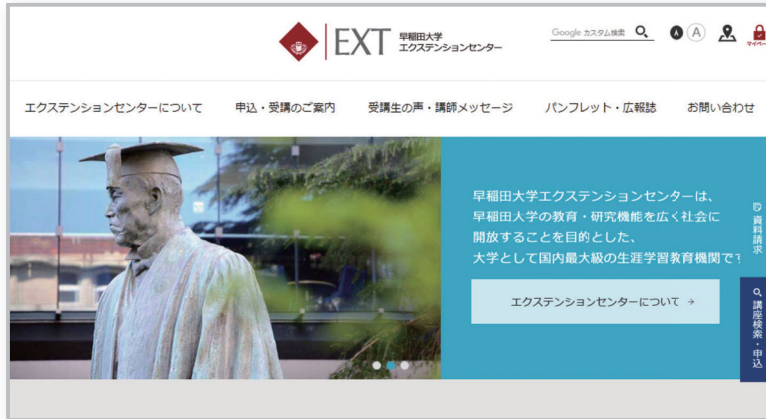 EXT
早稲田大学
エクステンションセンター
Google カスタム検索
A
A
マイペー
エクステンションセンターについて
申込・受講のご案内
受講生の声・講師メッセージ
パンフレット・広報誌
お問い合わせ
早稲田大学エクステンションセンターは、
早稲田大学の教育・研究機能を広く社会に
開放することを目的とした、
大学として国内最大級の生涯学習教育機関です
エクステンションセンターについて →
資料請求
講座検索・申込